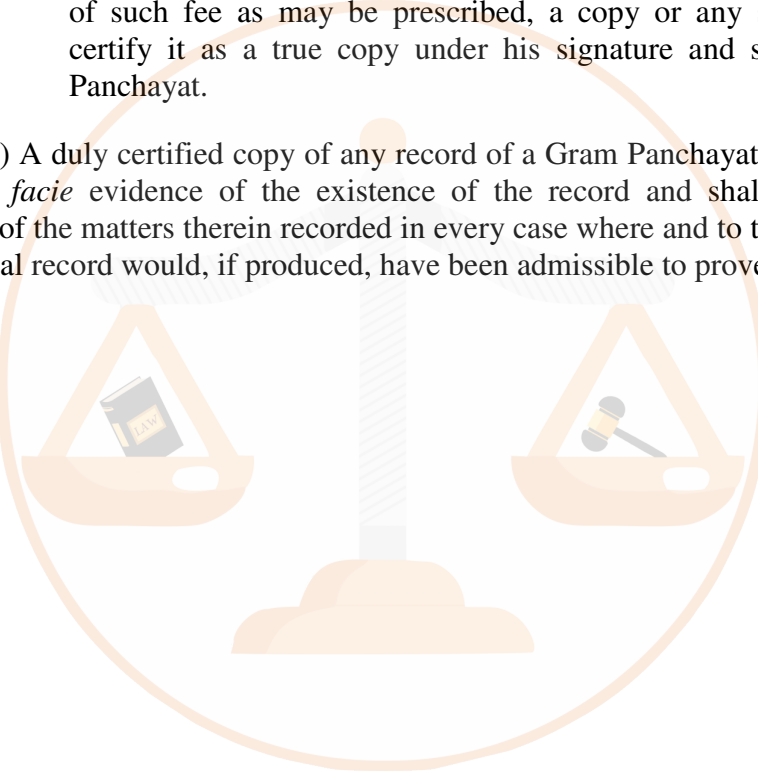 of such fee as may be prescribed, a copy or any
certify it as a true copy under his signature and s
Panchayat.
) A duly certified copy of any record of a Gram Panchayat
facie evidence of the existence of the record and shal
of the matters therein recorded in every case where and to t
al record would, if produced, have been admissible to prove
LAW